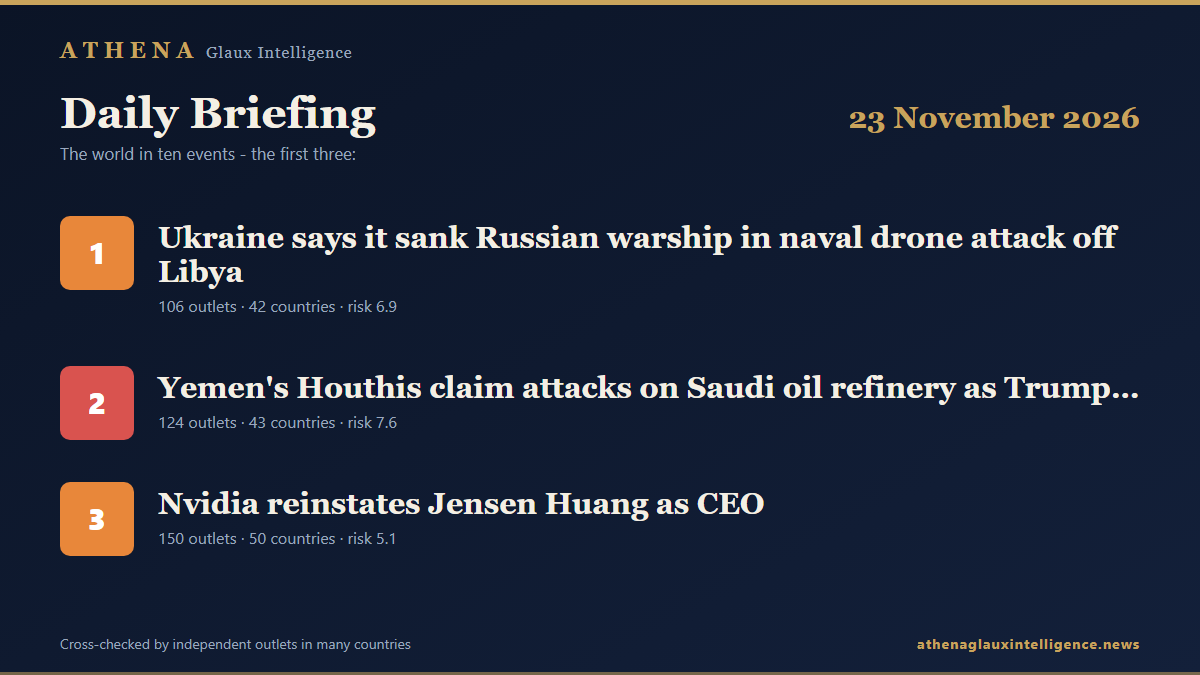 ATHENA Glaux Intelligence
Daily Briefing
23 November 2026
The world in ten events - the first three:
1
Ukraine says it sank Russian warship in naval drone attack off
Libya
106 outlets · 42 countries · risk 6.9
2
Yemen's Houthis claim attacks on Saudi oil refinery as Trump...
124 outlets · 43 countries · risk 7.6
3
Nvidia reinstates Jensen Huang as CEO
150 outlets · 50 countries · risk 5.1
Cross-checked by independent outlets in many countries
athenaglauxintelligence.news